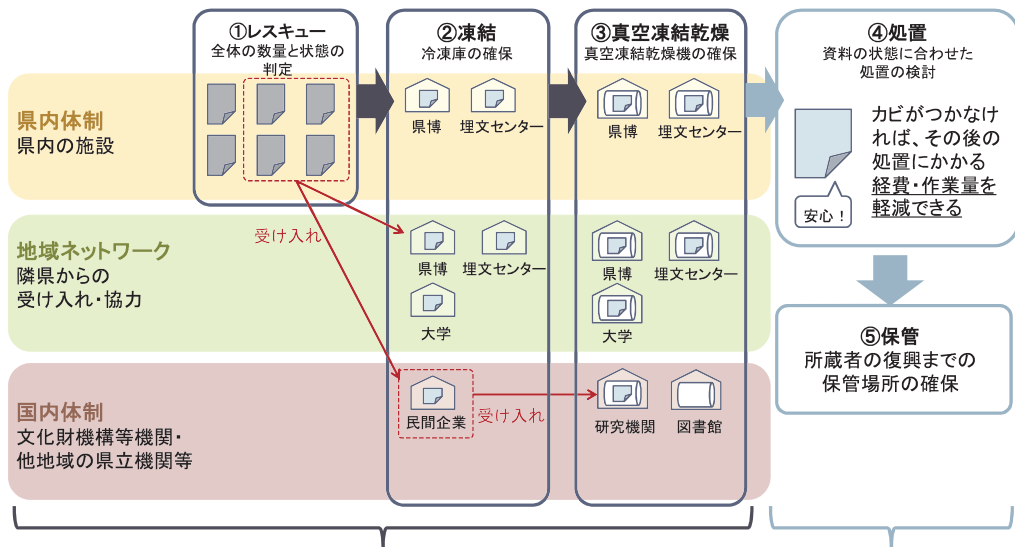 ①レスキュー
全体の数量と状態の
判定
②凍結
冷凍庫の確保
③真空凍結乾燥
真空凍結乾燥機の確保
④処置
資料の状態に合わせた
処置の検討
県内体制
県内の施設
県博
埋文センター
県博
埋文センター
カビがつかなけ
れば、その後の
処置にかかる
経費・作業量を
軽減できる
安心！
地域ネットワーク
隣県からの
受け入れ・協力
受け入れ
県博
埋文センター
大学
県博
埋文センター
大学
⑤保管
所蔵者の復興までの
保管場所の確保
国内体制
文化財機構等機関・
他地域の県立機関等
民間企業
受け入れ
研究機関
図書館